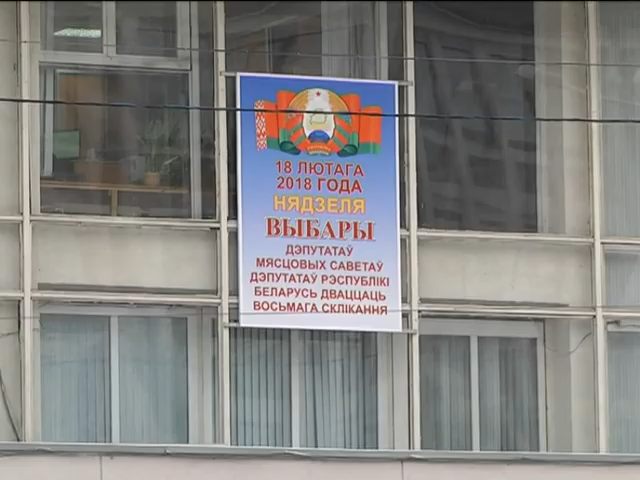 18 ЛЮТАГА
2018 ГОДА
НЯДЗЕЛЯ
ВЫБАРЫ
ДЭПУТАТАЎ
МЯСЦОВЫХ САВЕТАЎ
ДЭПУТАТАЎ РЭСПУБЛІКІ
БЕЛАРУСЬ ДВАЦЦАЦЬ
ВОСЬМАГА СКЛІКАННЯ